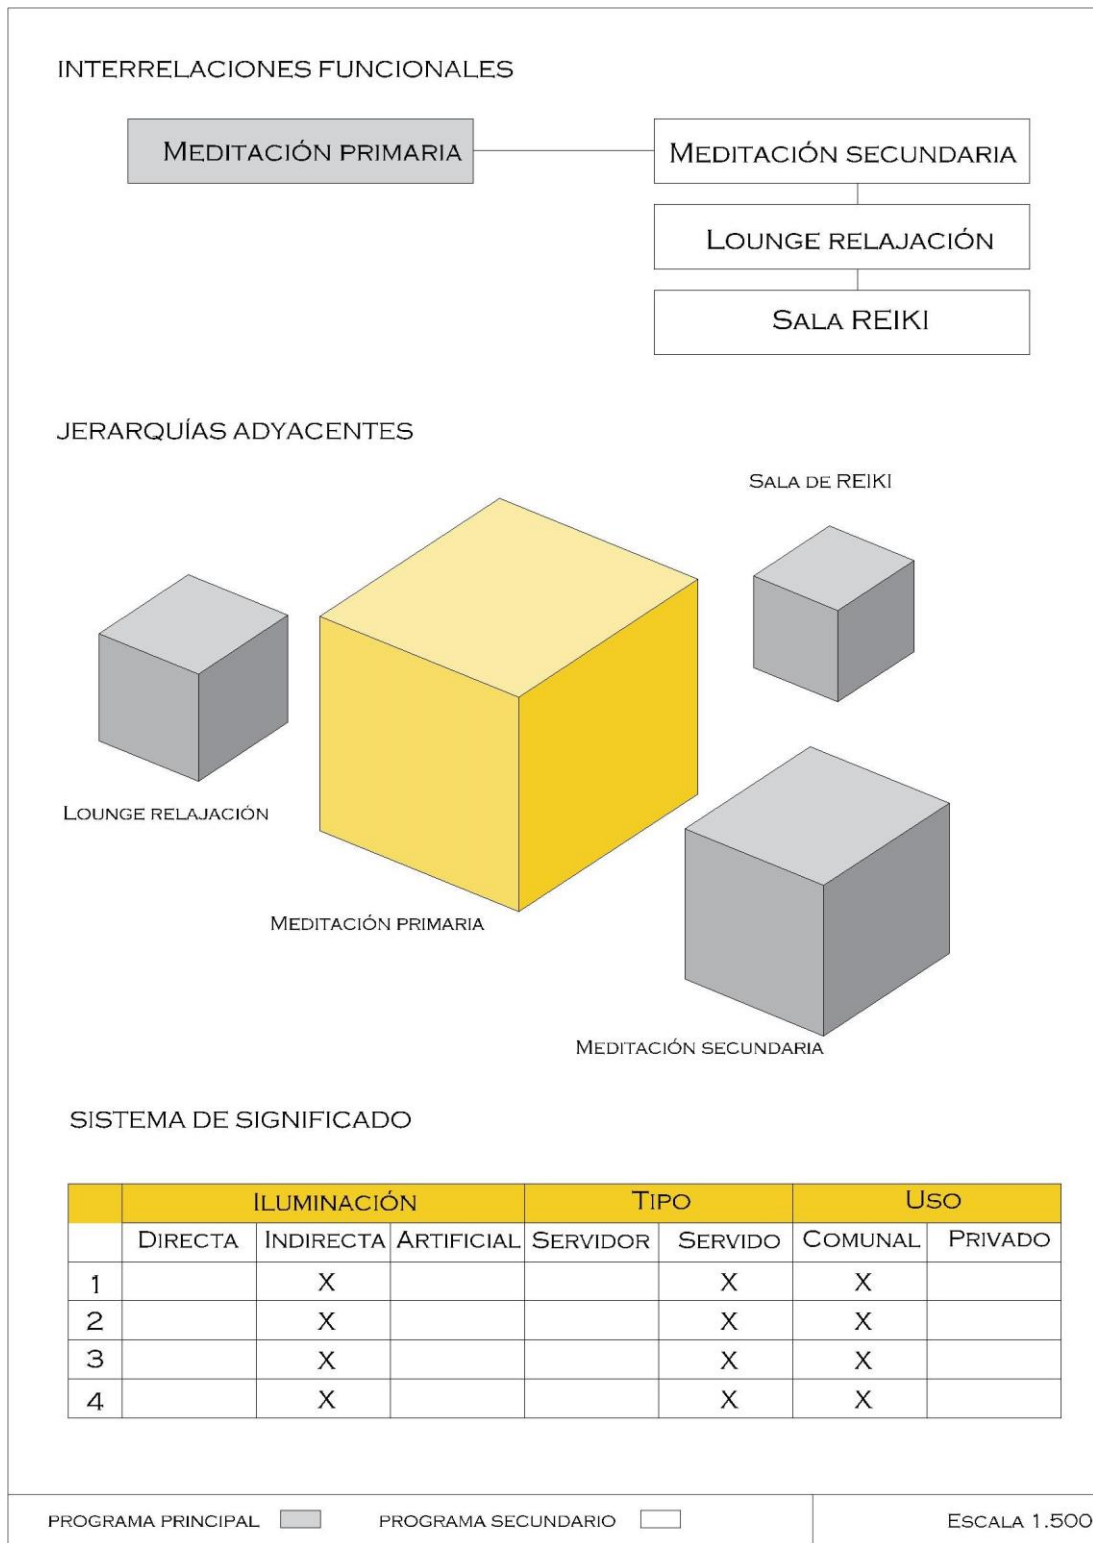 INTERRELACIONES FUNCIONALES
MEDITACIÓN PRIMARIA
MEDITACIÓN SECUNDARIA
LOUNGE RELAJACIÓN
SALA REIKI
JERARQUÍAS ADYACENTES
SALA DE REIKI
LOUNGE RELAJACIÓN
MEDITACIÓN PRIMARIA
MEDITACIÓN SECUNDARIA
SISTEMA DE SIGNIFICADO
ILUMINACIÓN TIPO USO
DIRECTA INDIRECTA ARTIFICIAL SERVIDOR SERVIDO COMUNAL PRIVADO
1 X X X
2 X X X
3 X X X
4 X X X
PROGRAMA PRINCIPAL PROGRAMA SECUNDARIO ESCALA 1.500